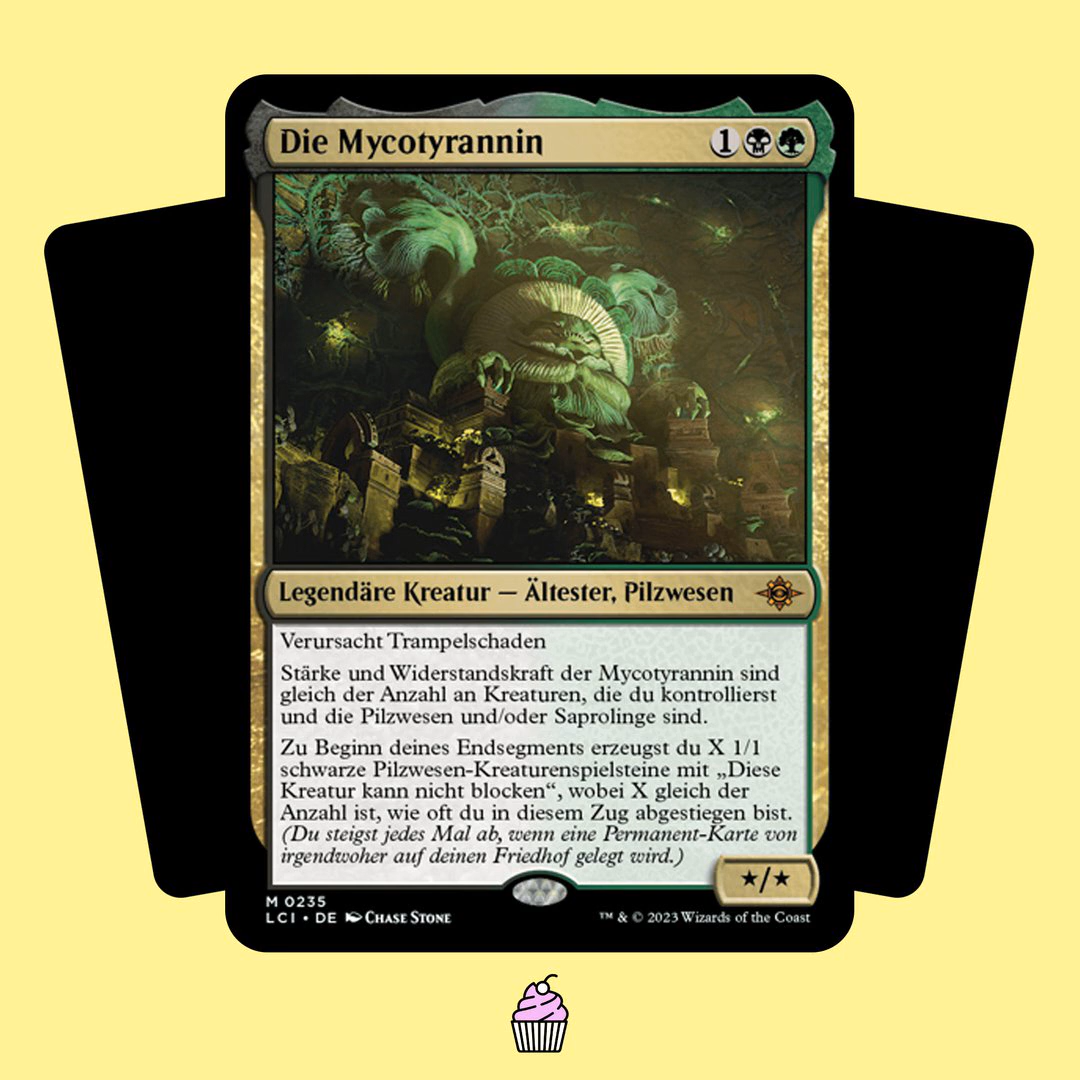 Die Mycotyrannin
1
Legendäre Kreatur — Ältester, Pilzwesen
Verursacht Trampelschaden
Stärke und Widerstandskraft der Mycotyrannin sind
gleich der Anzahl an Kreaturen, die du kontrollierst
und die Pilzwesen und/oder Saprolinge sind.
Zu Beginn deines Endsegments erzeugst du X 1/1
schwarze Pilzwesen-Kreaturenspielsteine mit „Diese
Kreatur kann nicht blocken“, wobei X gleich der
Anzahl ist, wie oft du in diesem Zug abgestiegen bist.
(Du steigst jedes Mal ab, wenn eine Permanent-Karte von
irgendwoher auf deinen Friedhof gelegt wird.)
★/★
M 0235
LCI • DE Chase Stone
™ & © 2023 Wizards of the Coast